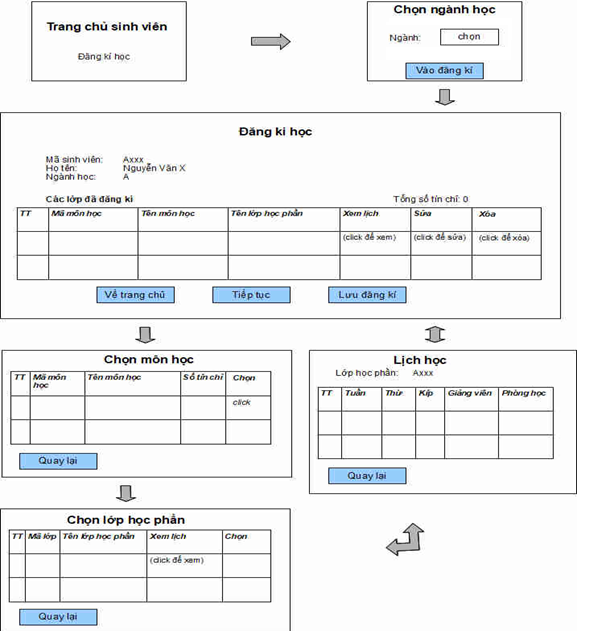 Trang chủ sinh viên
Đăng kí học
Chọn ngành học
Ngành: chọn
Vào đăng kí
Đăng kí học
Mã sinh viên: Axxx
Họ tên: Nguyễn Văn X
Ngành học: A
Các lớp đã đăng kí Tổng số tín chỉ: 0
TT Mã môn học Tên môn học Tên lớp học phần Xem lịch Sửa Xóa
(click để xem) (click để sửa) (click để xóa)
Về trang chủ Tiếp tục Lưu đăng kí
Chọn môn học
TT Mã môn học Tên môn học Số tín chỉ Chọn
click
Quay lại
Lịch học
Lớp học phần: Axxx
TT Tuần Thứ Kíp Giảng viên Phòng học
Quay lại
Chọn lớp học phần
TT Mã lớp Tên lớp học phần Xem lịch Chọn
(click để xem)
Quay lại